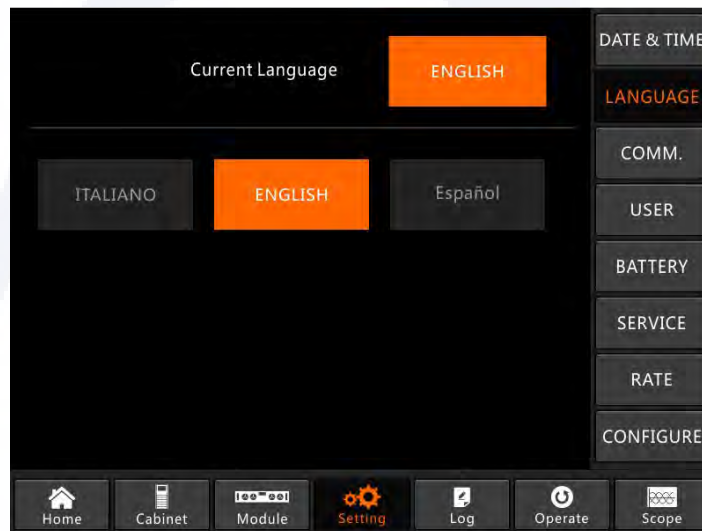 Current Language
ENGLISH
ITALIANO
ENGLISH
Español
DATE & TIME
LANGUAGE
COMM.
USER
BATTERY
SERVICE
RATE
CONFIGURE
Home
Cabinet
Module
Setting
Log
Operate
Scope